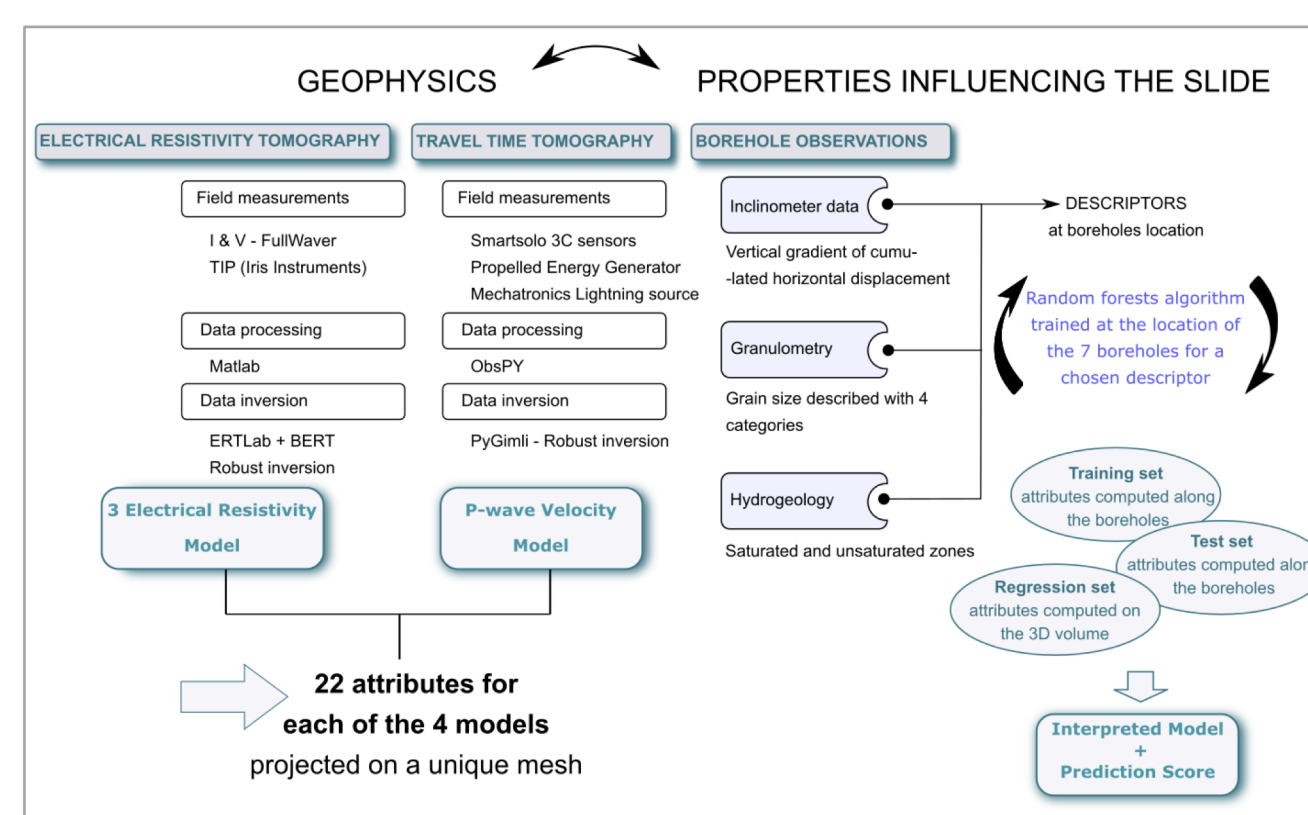 GEOPHYSICS
PROPERTIES INFLUENCING THE SLIDE
ELECTRICAL RESISTIVITY TOMOGRAPHY
Field measurements
I & V - FullWaver
TIP (Iris Instruments)
Data processing
Matlab
Data inversion
ERTLab + BERT
Robust inversion
3 Electrical Resistivity
Model
TRAVEL TIME TOMOGRAPHY
Field measurements
Smartsolo 3C sensors
Propelled Energy Generator
Mechatronics Lightning source
Data processing
ObsPY
Data inversion
PyGimli - Robust inversion
P-wave Velocity
Model
22 attributes for
each of the 4 models
projected on a unique mesh
BOREHOLE OBSERVATIONS
Inclinometer data
Vertical gradient of cumu-
-lated horizontal displacement
Granulometry
Grain size described with 4
categories
Hydrogeology
Saturated and unsaturated zones
DESCRIPTORS
at boreholes location
Random forests algorithm
trained at the location of
the 7 boreholes for a
chosen descriptor
Training set
attributes computed along
the boreholes
Test set
attributes computed alon
the boreholes
Regression set
attributes computed on
the 3D volume
Interpreted Model
+
Prediction Score